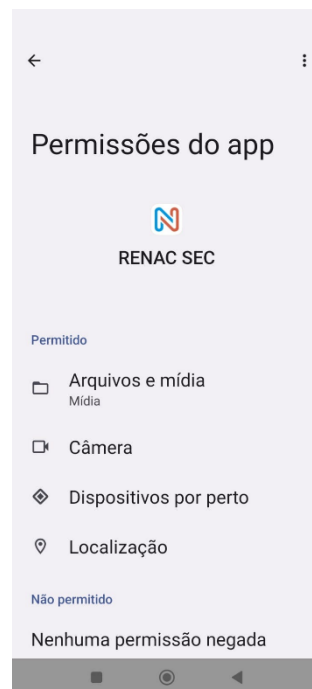 Permissões do app
RENAC SEC
Permitido
Arquivos e mídia
Mídia
Câmera
Dispositivos por perto
Localização
Não permitido
Nenhuma permissão negada